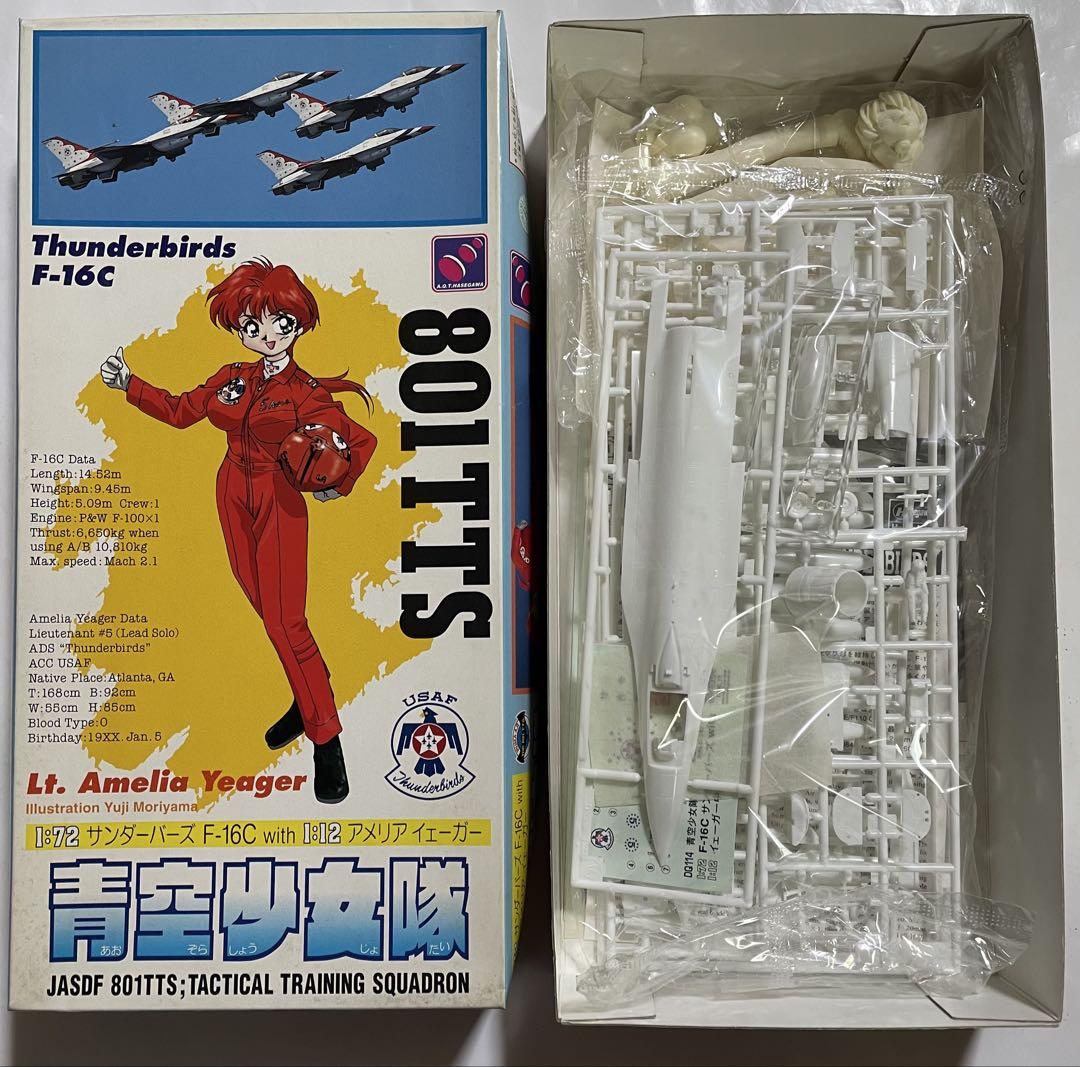 Thunderbirds
F-16C
A.Q.T.HASEGAWA
801TTS
F-16C Data
Length:14.52m
Wingspan:9.45m
Height:5.09m Crew:1
Engine:P&W F-100×1
Thrust:6,650kg when
using A/B 10,810kg
Max. speed:Mach 2.1
Amelia Yeager Data
Lieutenant #5 (Lead Solo)
ADS "Thunderbirds"
ACC USAF
Native Place:Atlanta, GA
T:168cm B:92cm
W:55cm H:85cm
Blood Type:O
Birthday:19XX. Jan. 5
USAF
Thunderbirds
Lt. Amelia Yeager
Illustration Yuji Moriyama
1:72 サンダーバーズ F-16C with 1:12 アメリア イェーガー
青空少女隊
あお ぞら しょう じょ たい
JASDF 801TTS;TACTICAL TRAINING SQUADRON
DQ114 青空少女隊
1:72 F-16C
1:12